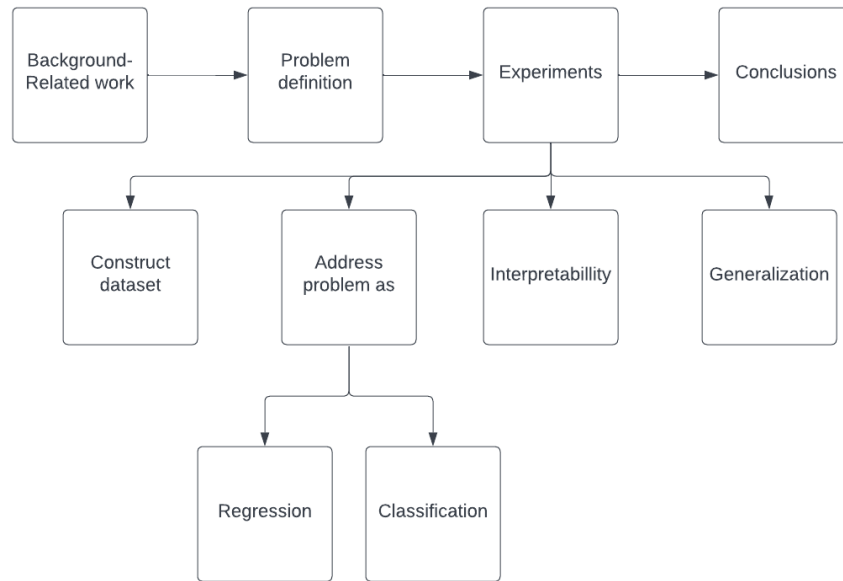 Background-
Related work
Problem
definition
Experiments
Conclusions
Construct
dataset
Address
problem as
Interpretabillity
Generalization
Regression
Classification